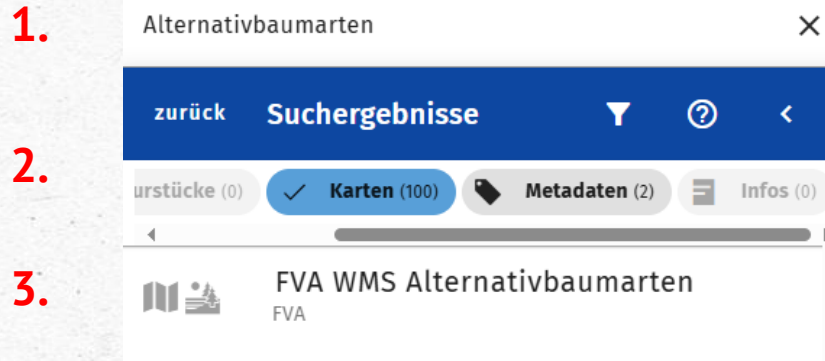 1.
Alternativbaumarten
zurück Suchergebnisse
2.
urstücke (0) Karten (100) Metadaten (2) Infos (0)
3.
FVA WMS Alternativbaumarten
FVA